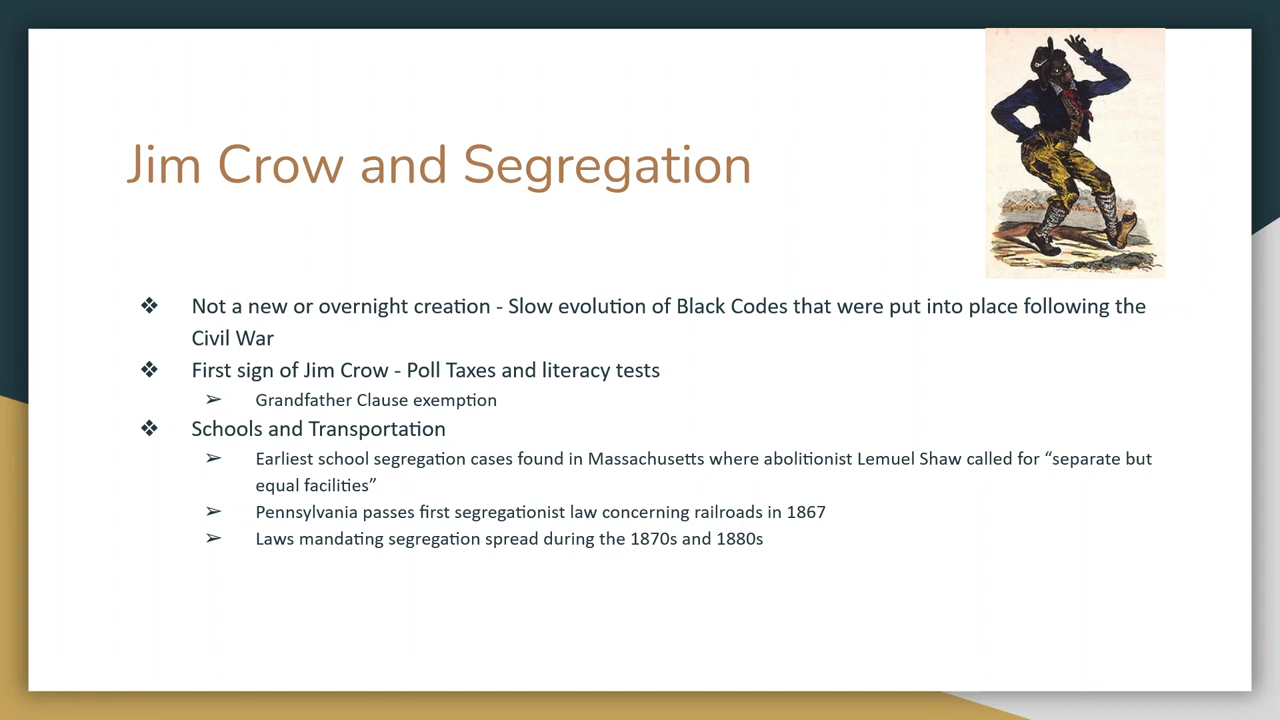 Jim Crow and Segregation
❖ Not a new or overnight creation - Slow evolution of Black Codes that were put into place following the
Civil War
❖ First sign of Jim Crow - Poll Taxes and literacy tests
➢ Grandfather Clause exemption
❖ Schools and Transportation
➢ Earliest school segregation cases found in Massachusetts where abolitionist Lemuel Shaw called for “separate but
equal facilities”
➢ Pennsylvania passes first segregationist law concerning railroads in 1867
➢ Laws mandating segregation spread during the 1870s and 1880s